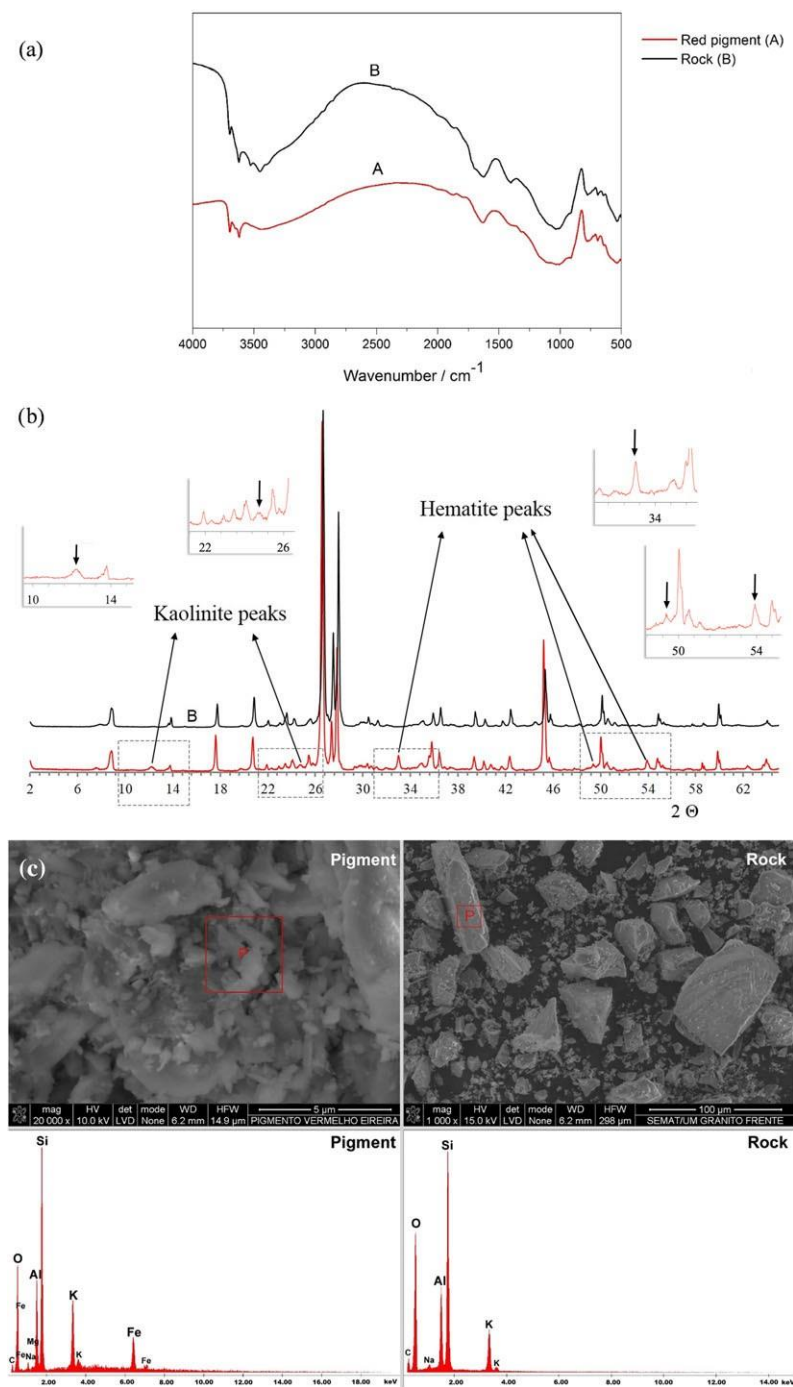 (a)
Red pigment (A)
Rock (B)
B
A
4000 3500 3000 2500 2000 1500 1000 500
Wavenumber / cm-1
(b)
Hematite peaks
Kaolinite peaks
22 26
10 14
34
50 54
B
2 6 10 14 18 22 26 30 34 38 42 46 50 54 58 62
2 Θ
(c)
Pigment
P
mag HV det mode WD HFW 5 µm
20 000 x 10.0 kV LVD None 6.2 mm 14.9 µm PIGMENTO VERMELHO EIREIRA
Rock
P
mag HV det mode WD HFW 100 µm
1 000 x 15.0 kV LVD None 6.2 mm 298 µm SEMAT/UM GRANITO FRENTE
Pigment
Si
O
Al
K
Fe
Fe
Mg
Fe Na
C
K
Fe
2.00 4.00 6.00 8.00 10.00 12.00 14.00 16.00 18.00 keV
Rock
Si
O
Al
K
C
Na
K
2.00 4.00 6.00 8.00 10.00 12.00 14.00 keV